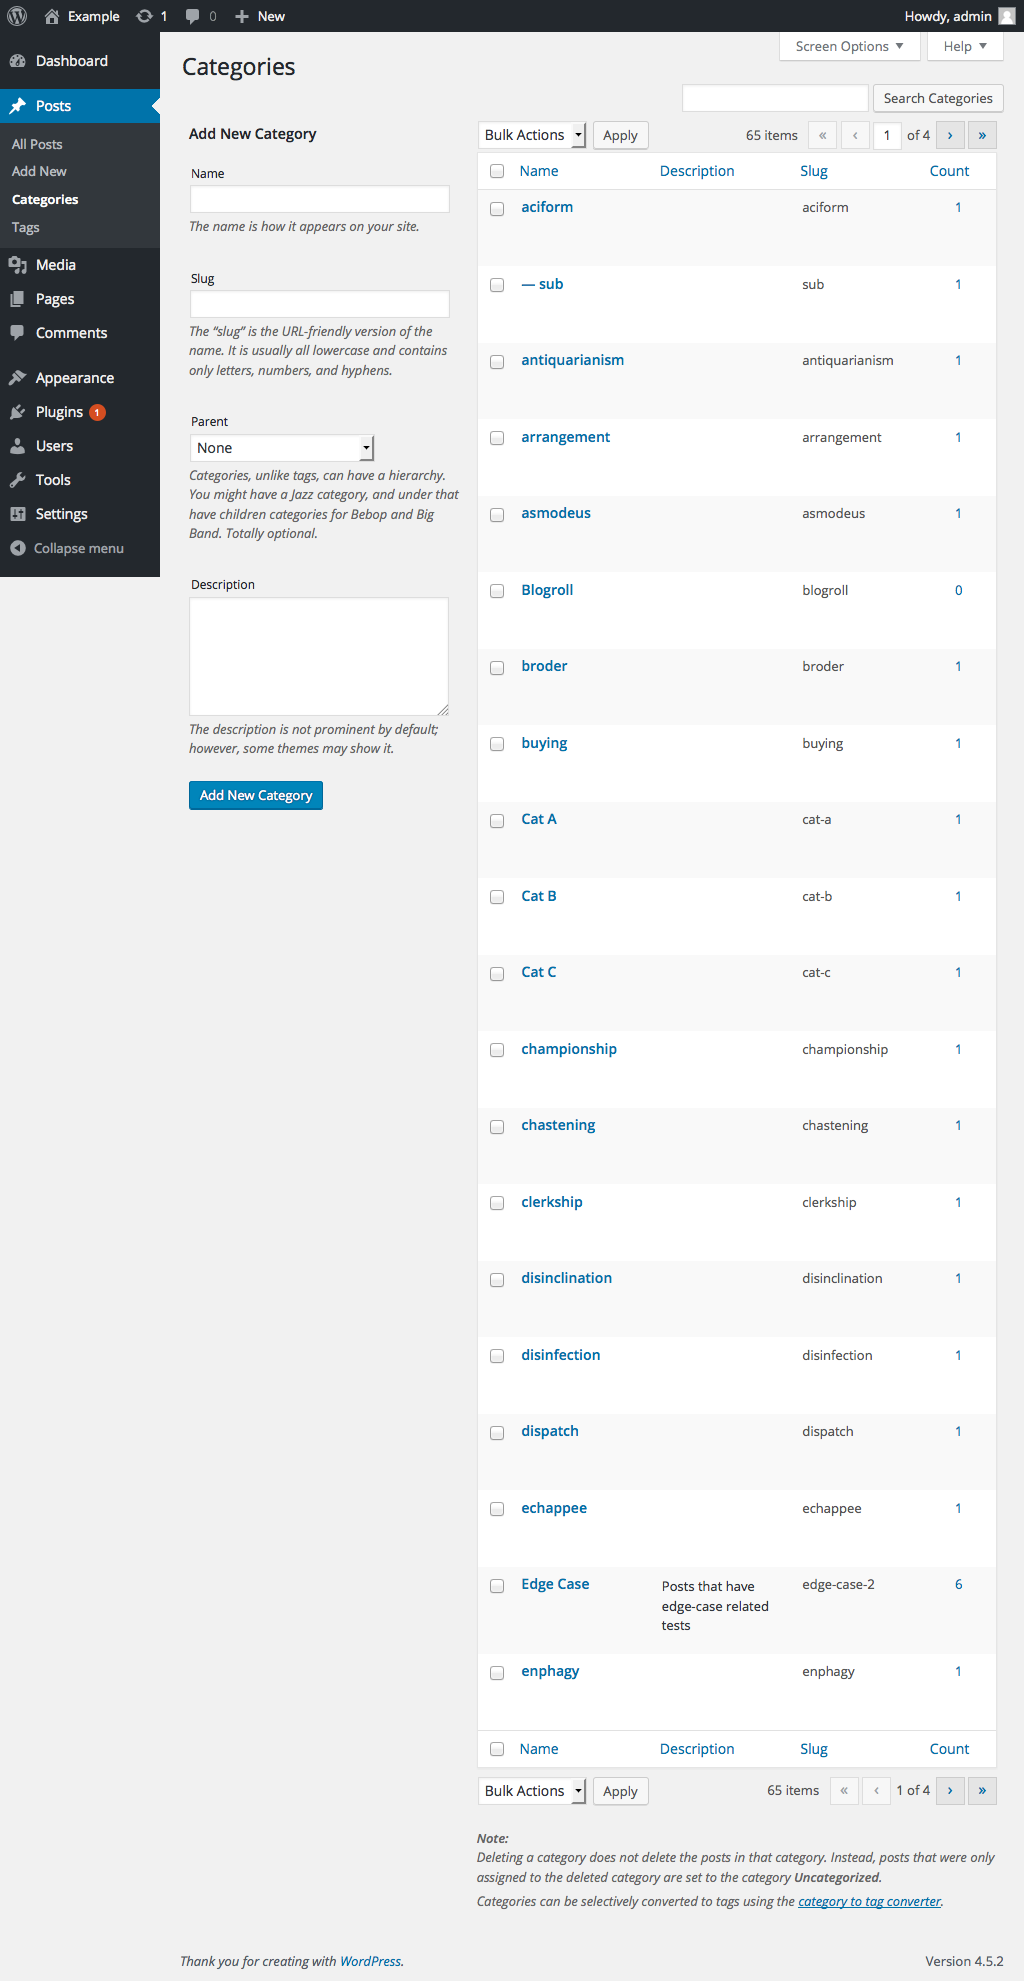 Example 1 0 New Howdy, admin
Screen Options Help
Dashboard
Posts
All Posts
Add New
Categories
Tags
Media
Pages
Comments
Appearance
Plugins 1
Users
Tools
Settings
Collapse menu
Categories
Search Categories
Add New Category
Name
The name is how it appears on your site.
Slug
The “slug” is the URL-friendly version of the
name. It is usually all lowercase and contains
only letters, numbers, and hyphens.
Parent
None
Categories, unlike tags, can have a hierarchy.
You might have a Jazz category, and under that
have children categories for Bebop and Big
Band. Totally optional.
Description
The description is not prominent by default;
however, some themes may show it.
Add New Category
Bulk Actions Apply 65 items « ‹ 1 of 4 › »
Name Description Slug Count
aciform aciform 1
— sub sub 1
antiquarianism antiquarianism 1
arrangement arrangement 1
asmodeus asmodeus 1
Blogroll blogroll 0
broder broder 1
buying buying 1
Cat A cat-a 1
Cat B cat-b 1
Cat C cat-c 1
championship championship 1
chastening chastening 1
clerkship clerkship 1
disinclination disinclination 1
disinfection disinfection 1
dispatch dispatch 1
echappee echappee 1
Edge Case Posts that have edge-case-2 6
edge-case related
tests
enphagy enphagy 1
Name Description Slug Count
Bulk Actions Apply 65 items « ‹ 1 of 4 › »
Note:
Deleting a category does not delete the posts in that category. Instead, posts that were only
assigned to the deleted category are set to the category Uncategorized.
Categories can be selectively converted to tags using the category to tag converter.
Thank you for creating with WordPress. Version 4.5.2